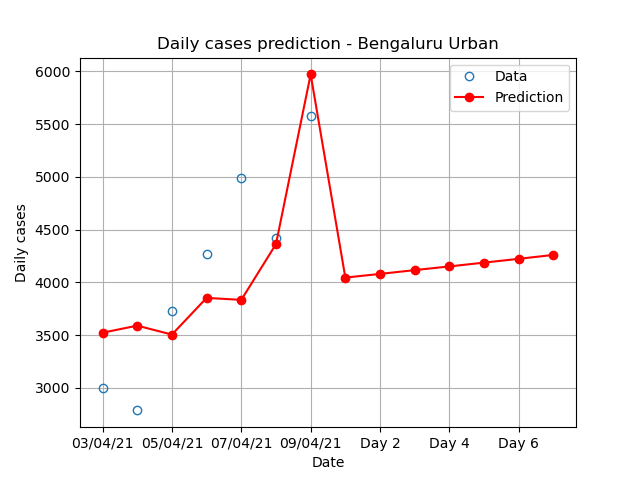 Daily cases prediction - Bengaluru Urban
Data
Prediction
6000
5500
5000
4500
4000
3500
3000
Daily cases
03/04/21 05/04/21 07/04/21 09/04/21 Day 2 Day 4 Day 6
Date